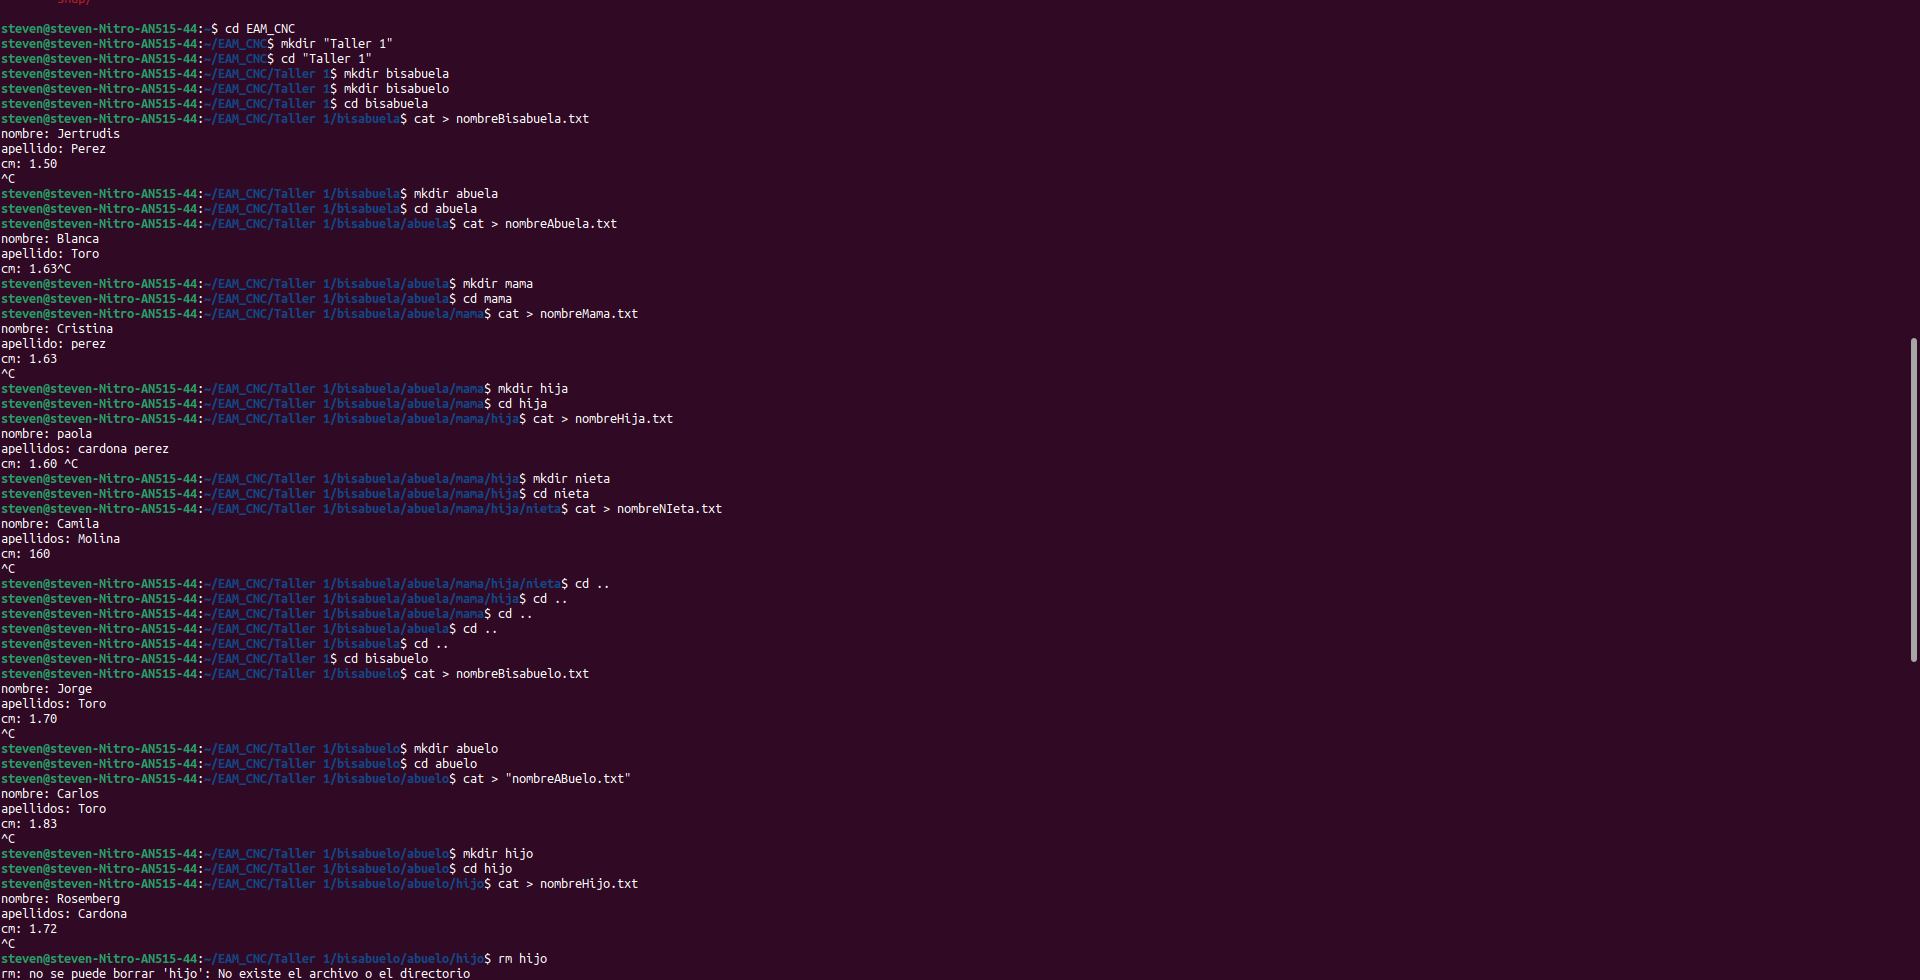 snap/
steven@steven-Nitro-AN515-44:~$ cd EAM_CNC
steven@steven-Nitro-AN515-44:~/EAM_CNC$ mkdir "Taller 1"
steven@steven-Nitro-AN515-44:~/EAM_CNC$ cd "Taller 1"
steven@steven-Nitro-AN515-44:~/EAM_CNC/Taller 1$ mkdir bisabuela
steven@steven-Nitro-AN515-44:~/EAM_CNC/Taller 1$ mkdir bisabuelo
steven@steven-Nitro-AN515-44:~/EAM_CNC/Taller 1$ cd bisabuela
steven@steven-Nitro-AN515-44:~/EAM_CNC/Taller 1/bisabuela$ cat > nombreBisabuela.txt
nombre: Jertrudis
apellido: Perez
cm: 1.50
^C
steven@steven-Nitro-AN515-44:~/EAM_CNC/Taller 1/bisabuela$ mkdir abuela
steven@steven-Nitro-AN515-44:~/EAM_CNC/Taller 1/bisabuela$ cd abuela
steven@steven-Nitro-AN515-44:~/EAM_CNC/Taller 1/bisabuela/abuela$ cat > nombreAbuela.txt
nombre: Blanca
apellido: Toro
cm: 1.63^C
steven@steven-Nitro-AN515-44:~/EAM_CNC/Taller 1/bisabuela/abuela$ mkdir mama
steven@steven-Nitro-AN515-44:~/EAM_CNC/Taller 1/bisabuela/abuela$ cd mama
steven@steven-Nitro-AN515-44:~/EAM_CNC/Taller 1/bisabuela/abuela/mama$ cat > nombreMama.txt
nombre: Cristina
apellido: perez
cm: 1.63
^C
steven@steven-Nitro-AN515-44:~/EAM_CNC/Taller 1/bisabuela/abuela/mama$ mkdir hija
steven@steven-Nitro-AN515-44:~/EAM_CNC/Taller 1/bisabuela/abuela/mama$ cd hija
steven@steven-Nitro-AN515-44:~/EAM_CNC/Taller 1/bisabuela/abuela/mama/hija$ cat > nombreHija.txt
nombre: paola
apellidos: cardona perez
cm: 1.60 ^C
steven@steven-Nitro-AN515-44:~/EAM_CNC/Taller 1/bisabuela/abuela/mama/hija$ mkdir nieta
steven@steven-Nitro-AN515-44:~/EAM_CNC/Taller 1/bisabuela/abuela/mama/hija$ cd nieta
steven@steven-Nitro-AN515-44:~/EAM_CNC/Taller 1/bisabuela/abuela/mama/hija/nieta$ cat > nombreNIeta.txt
nombre: Camila
apellidos: Molina
cm: 160
^C
steven@steven-Nitro-AN515-44:~/EAM_CNC/Taller 1/bisabuela/abuela/mama/hija/nieta$ cd ..
steven@steven-Nitro-AN515-44:~/EAM_CNC/Taller 1/bisabuela/abuela/mama/hija$ cd ..
steven@steven-Nitro-AN515-44:~/EAM_CNC/Taller 1/bisabuela/abuela/mama$ cd ..
steven@steven-Nitro-AN515-44:~/EAM_CNC/Taller 1/bisabuela/abuela$ cd ..
steven@steven-Nitro-AN515-44:~/EAM_CNC/Taller 1/bisabuela$ cd ..
steven@steven-Nitro-AN515-44:~/EAM_CNC/Taller 1$ cd bisabuelo
steven@steven-Nitro-AN515-44:~/EAM_CNC/Taller 1/bisabuelo$ cat > nombreBisabuelo.txt
nombre: Jorge
apellidos: Toro
cm: 1.70
^C
steven@steven-Nitro-AN515-44:~/EAM_CNC/Taller 1/bisabuelo$ mkdir abuelo
steven@steven-Nitro-AN515-44:~/EAM_CNC/Taller 1/bisabuelo$ cd abuelo
steven@steven-Nitro-AN515-44:~/EAM_CNC/Taller 1/bisabuelo/abuelo$ cat > "nombreABuelo.txt"
nombre: Carlos
apellidos: Toro
cm: 1.83
^C
steven@steven-Nitro-AN515-44:~/EAM_CNC/Taller 1/bisabuelo/abuelo$ mkdir hijo
steven@steven-Nitro-AN515-44:~/EAM_CNC/Taller 1/bisabuelo/abuelo$ cd hijo
steven@steven-Nitro-AN515-44:~/EAM_CNC/Taller 1/bisabuelo/abuelo/hijo$ cat > nombreHijo.txt
nombre: Rosemberg
apellidos: Cardona
cm: 1.72
^C
steven@steven-Nitro-AN515-44:~/EAM_CNC/Taller 1/bisabuelo/abuelo/hijo$ rm hijo
rm: no se puede borrar 'hijo': No existe el archivo o el directorio